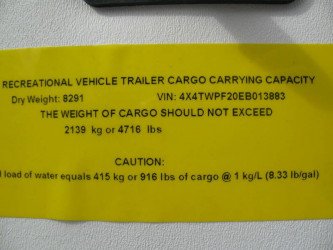 RECREATIONAL VEHICLE TRAILER CARGO CARRYING CAPACITY
Dry Weight: 8291 VIN: 4X4TWPF20EB013883
THE WEIGHT OF CARGO SHOULD NOT EXCEED
2139 kg or 4716 lbs
CAUTION:
load of water equals 415 kg or 916 lbs of cargo @ 1 kg/L (8.33 lb/gal)